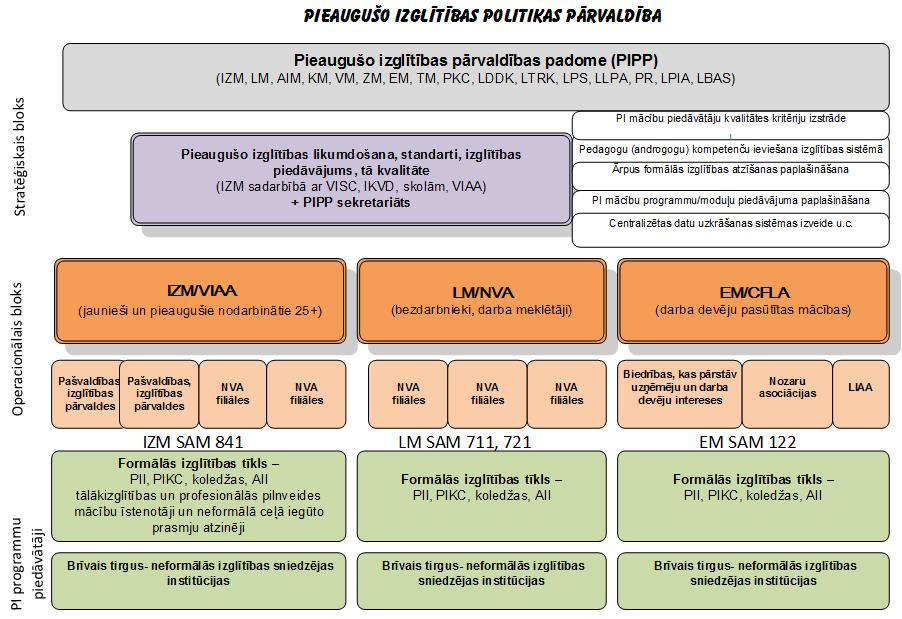 PIEAUGUŠO IZGLĪTĪBAS POLITIKAS PĀRVALDĪBA
Stratēģiskais bloks
Pieaugušo izglītības pārvaldības padome (PIPP)
(IZM, LM, AIM, KM, VM, ZM, EM, TM, PKC, LDDK, LTRK, LPS, LLPA, PR, LPIA, LBAS)
Pieaugušo izglītības likumdošana, standarti, izglītības
piedāvājums, tā kvalitāte
(IZM sadarbībā ar VISC, IKVD, skolām, VIAA)
+ PIPP sekretariāts
PI mācību piedāvātāju kvalitātes kritēriju izstrāde
Pedagogu (androgogu) kompetenču ieviešana izglītības sistēmā
Ārpus formālās izglītības atzīšanas paplašināšana
PI mācību programmu/moduļu piedāvājuma paplašināšana
Centralizētas datu uzkrāšanas sistēmas izveide u.c.
Operacionālais bloks
IZM/VIAA
(jaunieši un pieaugušie nodarbinātie 25+)
LM/NVA
(bezdarbnieki, darba meklētāji)
EM/CFLA
(darba devēju pasūtītas mācības)
Pašvaldības
izglītības
pārvaldes
Pašvaldības,
izglītības
pārvaldes
NVA
filiāles
NVA
filiāles
NVA
filiāles
NVA
filiāles
NVA
filiāles
Biedrības, kas pārstāv
uzņēmēju un darba
devēju intereses
Nozaru
asociācijas
LIAA
IZM SAM 841
LM SAM 711, 721
EM SAM 122
PI programmu
piedāvātāji
Formālās izglītības tīkls –
PII, PIKC, koledžas, AII
tālākizglītības un profesionālās pilnveides
mācību īstenotāji un neformālā ceļā iegūto
prasmju atzinēji
Formālās izglītības tīkls –
PII, PIKC, koledžas, AII
Formālās izglītības tīkls –
PII, PIKC, koledžas, AII
Brīvais tirgus- neformālās izglītības sniedzējas
institūcijas
Brīvais tirgus- neformālās izglītības
sniedzējas institūcijas
Brīvais tirgus- neformālās izglītības
sniedzējas institūcijas